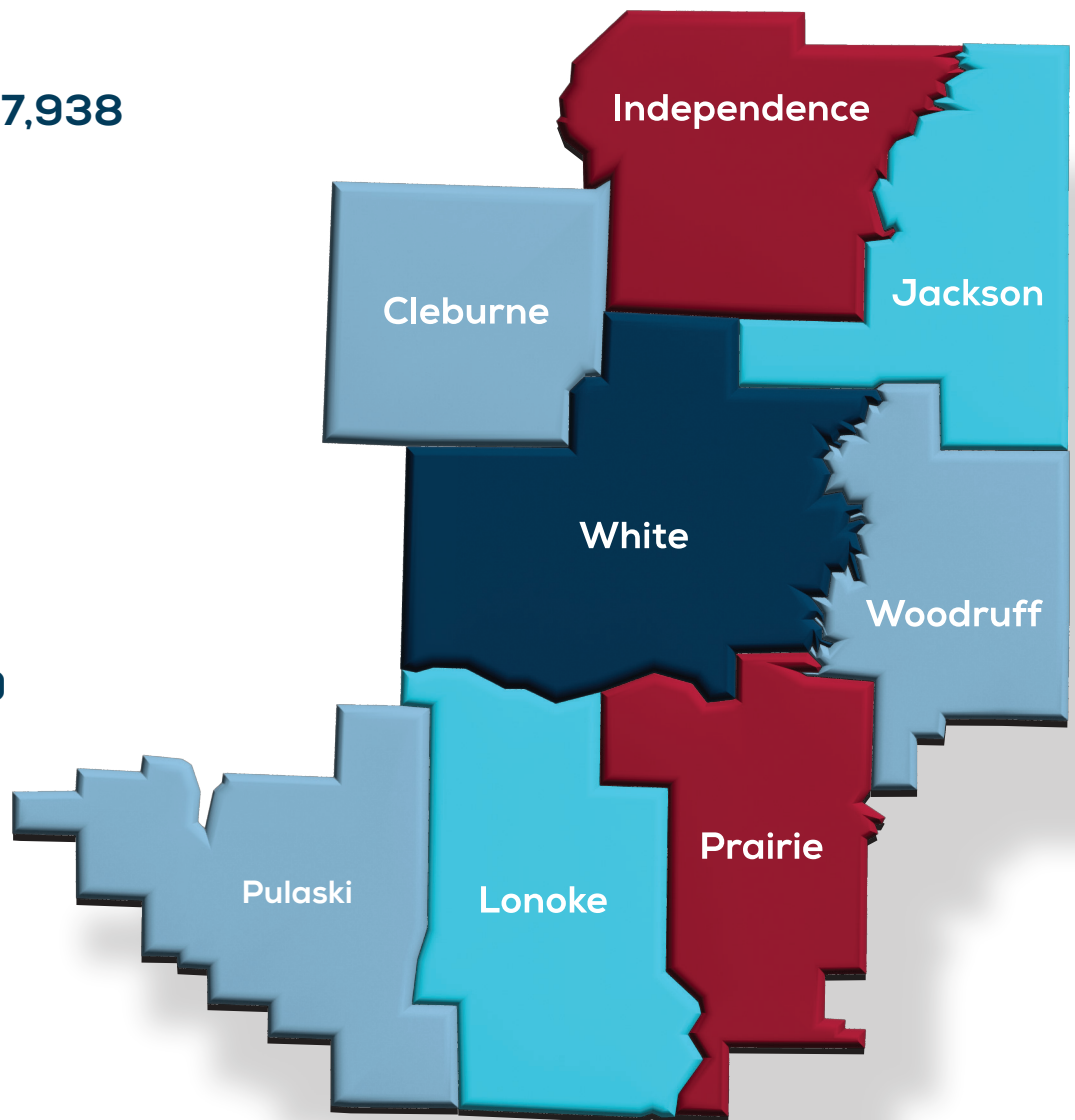 7,938
Independence
Jackson
Cleburne
White
Woodruff
Prairie
Pulaski
Lonoke